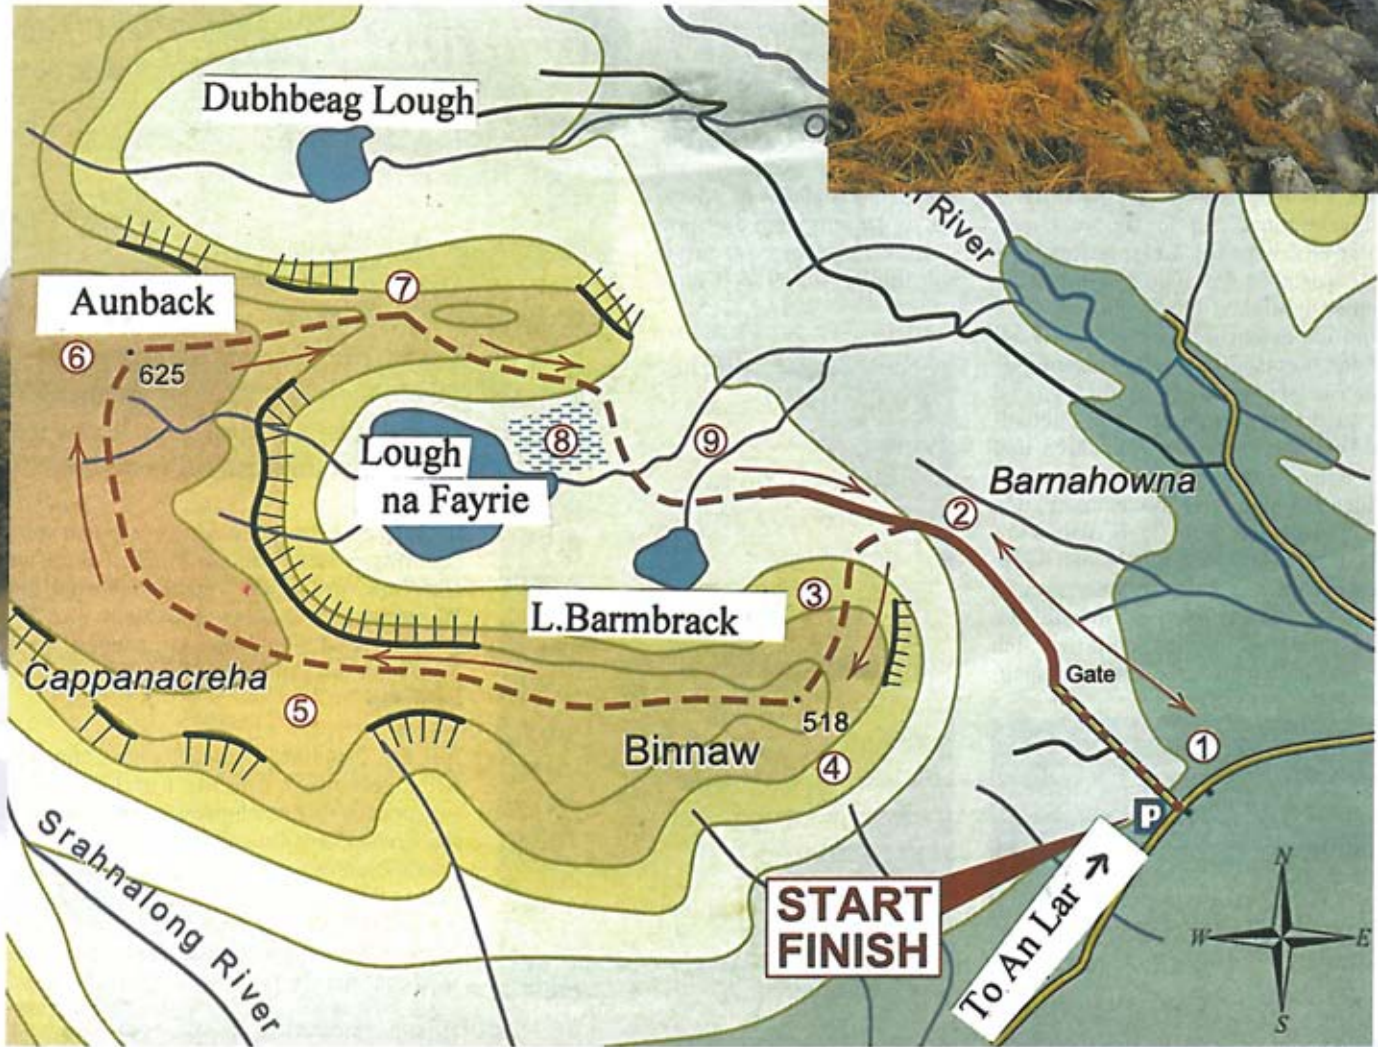 Dubhbeag Lough
River
Aunback
⑦
⑥
625
Lough
na Fayrie
⑧
⑨
Barnahowna
②
L.Barmbrack
③
Gate
Cappanacreha
⑤
518
Binnaw
④
①
P
Srahnalong River
START
FINISH
To An Lar →
N
W E
S